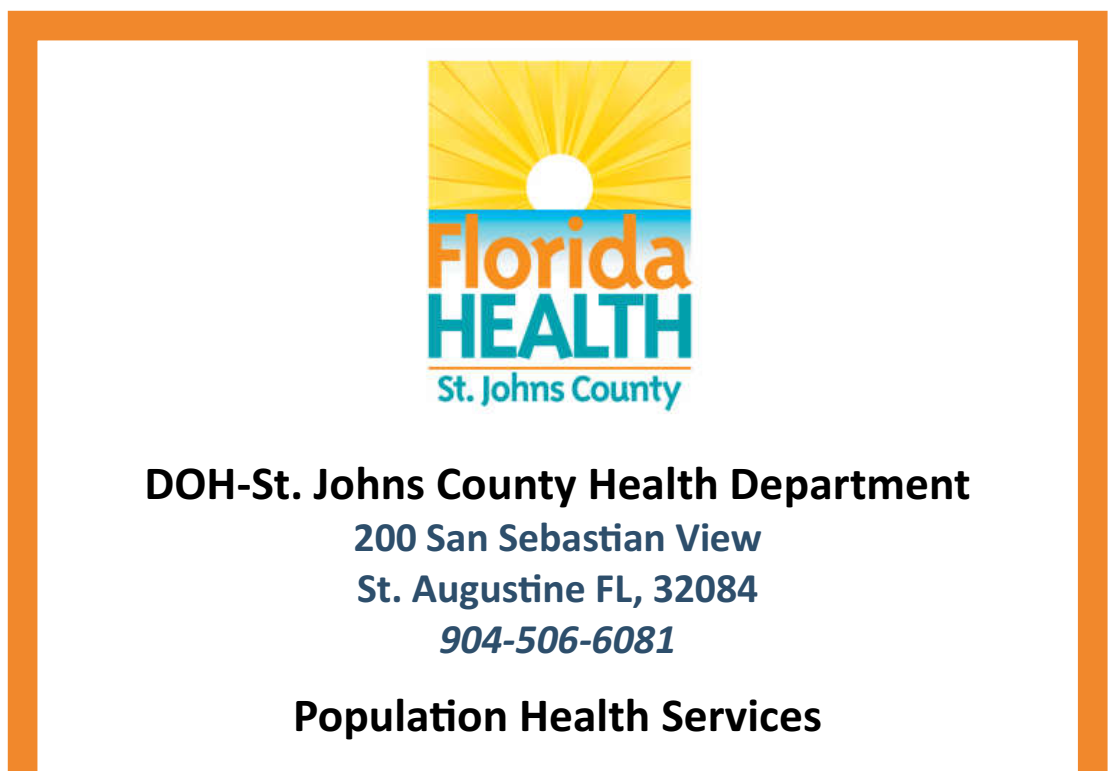 Florida
HEALTH
St. Johns County
DOH-St. Johns County Health Department
200 San Sebastian View
St. Augustine FL, 32084
904-506-6081
Population Health Services